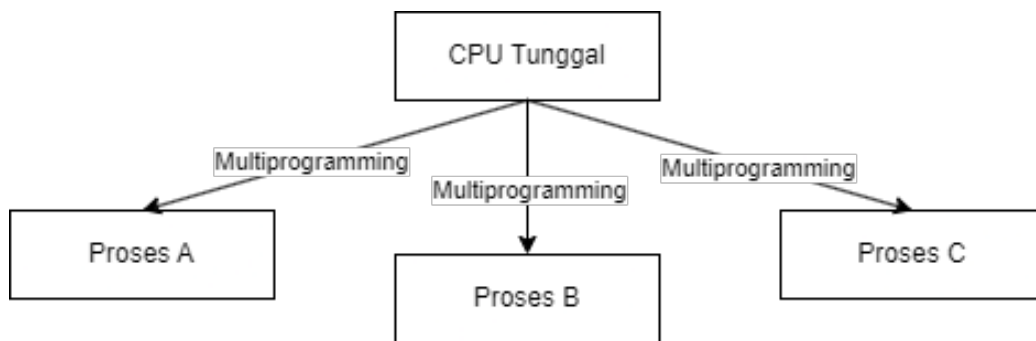 CPU Tunggal
Multiprogramming
Multiprogramming
Multiprogramming
Proses A
Proses B
Proses C